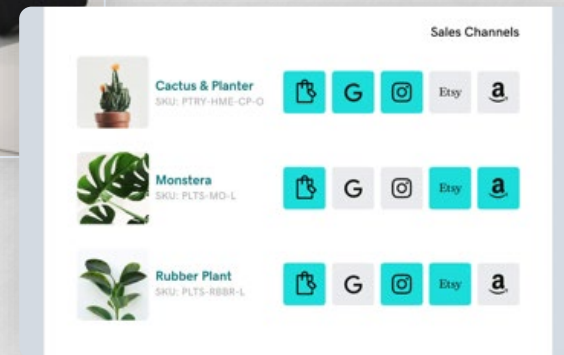 Sales Channels
Cactus & Planter
SKU: PTRY-HME-CP-O
G
Etsy
a
Monstera
SKU: PLTS-MO-L
G
Etsy
a
Rubber Plant
SKU: PLTS-RBBR-L
G
Etsy
a